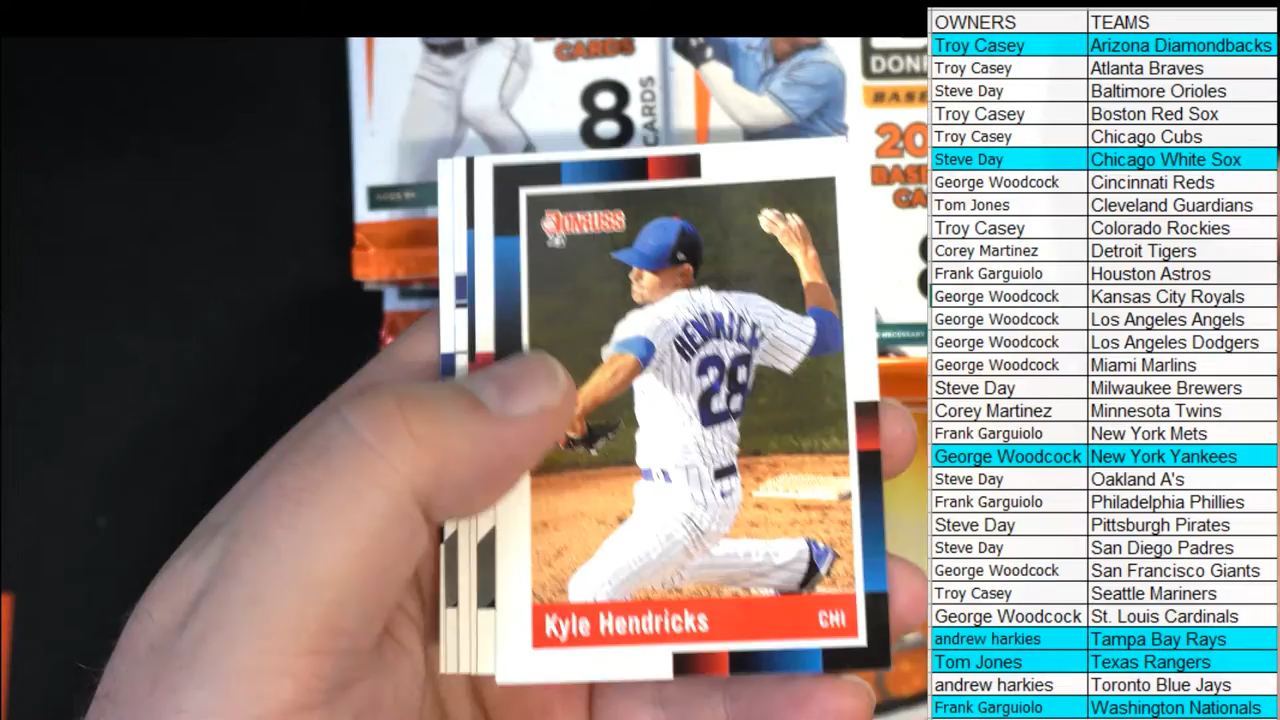 CARDS
8
CARDS
DON
BASE
20
BAS
CA
DONRUSS
HENDRIC
28
Kyle Hendricks CHI
OWNERS TEAMS
Troy Casey Arizona Diamondbacks
Troy Casey Atlanta Braves
Steve Day Baltimore Orioles
Troy Casey Boston Red Sox
Troy Casey Chicago Cubs
Steve Day Chicago White Sox
George Woodcock Cincinnati Reds
Tom Jones Cleveland Guardians
Troy Casey Colorado Rockies
Corey Martinez Detroit Tigers
Frank Garguiolo Houston Astros
George Woodcock Kansas City Royals
George Woodcock Los Angeles Angels
George Woodcock Los Angeles Dodgers
George Woodcock Miami Marlins
Steve Day Milwaukee Brewers
Corey Martinez Minnesota Twins
Frank Garguiolo New York Mets
George Woodcock New York Yankees
Steve Day Oakland A's
Frank Garguiolo Philadelphia Phillies
Steve Day Pittsburgh Pirates
Steve Day San Diego Padres
George Woodcock San Francisco Giants
Troy Casey Seattle Mariners
George Woodcock St. Louis Cardinals
andrew harkies Tampa Bay Rays
Tom Jones Texas Rangers
andrew harkies Toronto Blue Jays
Frank Garguiolo Washington Nationals